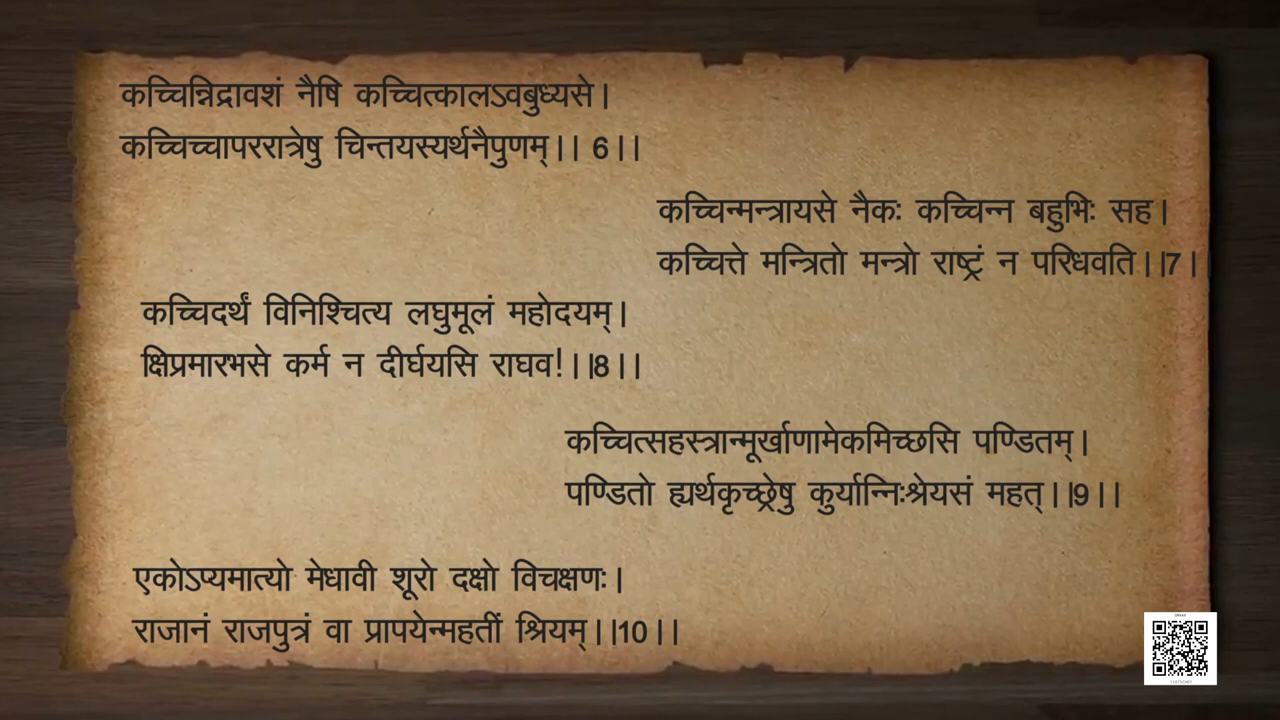 कच्चिन्निद्रावशं नैषि कच्चित्कालऽवबुध्यसे।
कच्चिच्चापररात्रेषु चिन्तयस्यर्थनैपुणम्।। 6।।
कच्चिन्मन्त्रायसे नैकः कच्चिन्न बहुभिः सह।
कच्चित्ते मन्त्रितो मन्त्रो राष्ट्रं न परिधवति।।7।।
कच्चिदर्थं विनिश्चित्य लघुमूलं महोदयम्।
क्षिप्रमारभसे कर्म न दीर्घयसि राघव!।।8।।
कच्चित्सहस्त्रान्मूर्खाणामेकमिच्छसि पण्डितम्।
पण्डितो ह्यर्थकृच्छ्रेषु कुर्यान्निःश्रेयसं महत्।।9।।
एकोऽप्यमात्यो मेधावी शूरो दक्षो विचक्षणः।
राजानं राजपुत्रं वा प्रापयेन्महतीं श्रियम्।।10।।